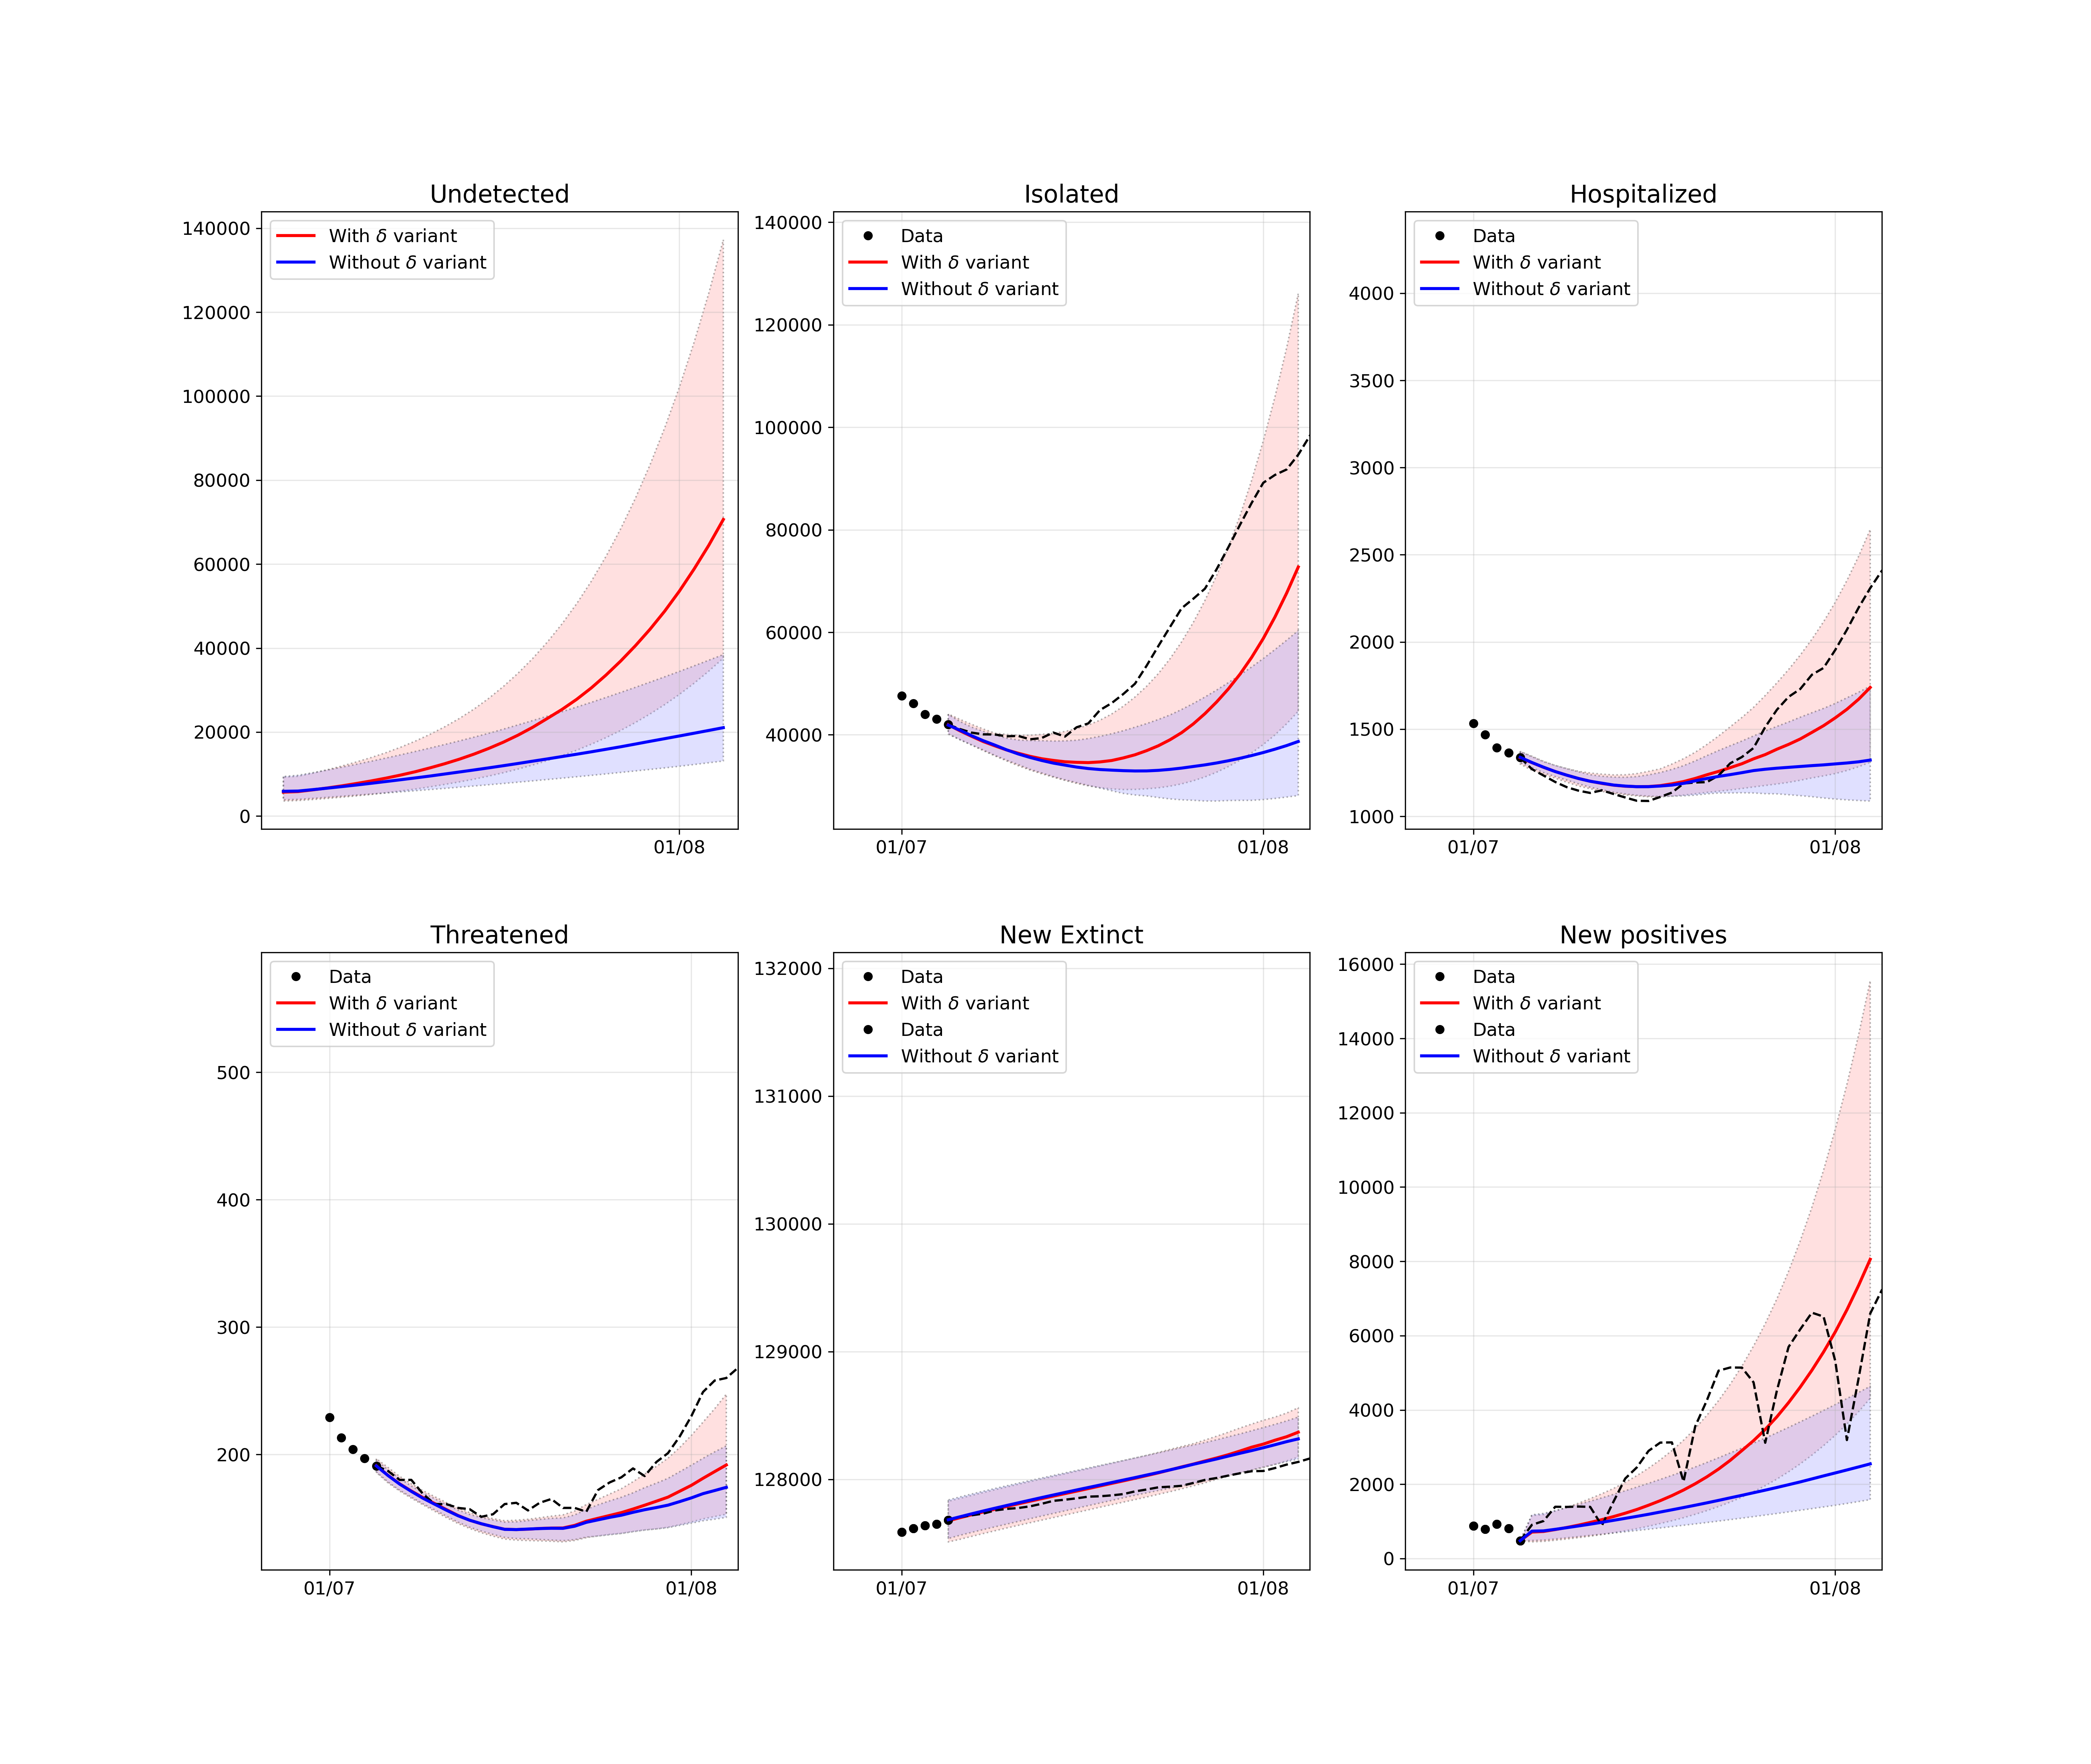 Undetected
140000
120000
100000
80000
60000
40000
20000
0
With δ variant
Without δ variant
01/08
Isolated
140000
120000
100000
80000
60000
40000
Data
With δ variant
Without δ variant
01/07
01/08
Hospitalized
4000
3500
3000
2500
2000
1500
1000
Data
With δ variant
Without δ variant
01/07
01/08
Threatened
500
400
300
200
Data
With δ variant
Without δ variant
01/07
01/08
New Extinct
132000
131000
130000
129000
128000
Data
With δ variant
Data
Without δ variant
01/07
01/08
New positives
16000
14000
12000
10000
8000
6000
4000
2000
0
Data
With δ variant
Data
Without δ variant
01/07
01/08